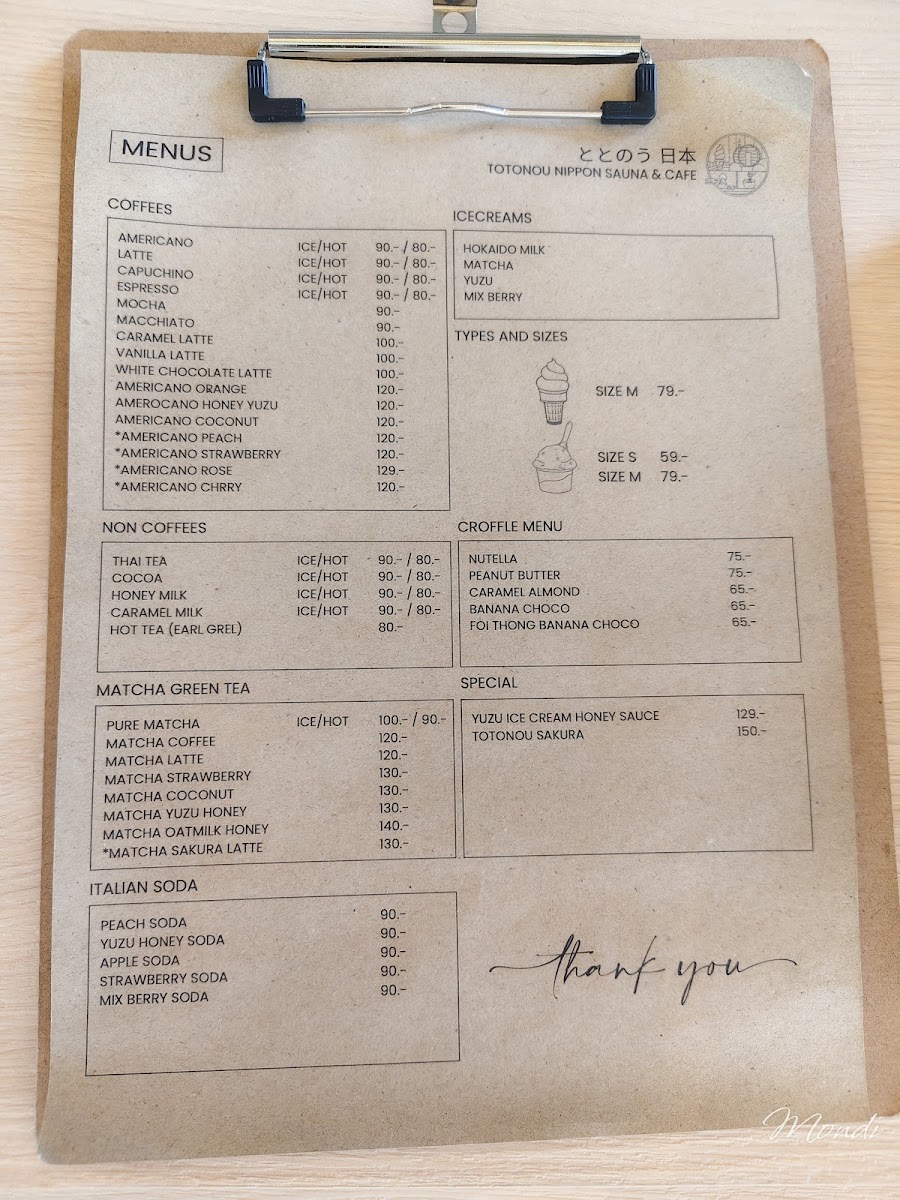 MENUS
ととのう 日本
TOTONOU NIPPON SAUNA & CAFE
COFFEES
AMERICANO ICE/HOT 90.- / 80.-
LATTE ICE/HOT 90.- / 80.-
CAPUCHINO ICE/HOT 90.- / 80.-
ESPRESSO ICE/HOT 90.- / 80.-
MOCHA 90.-
MACCHIATO 90.-
CARAMEL LATTE 100.-
VANILLA LATTE 100.-
WHITE CHOCOLATE LATTE 100.-
AMERICANO ORANGE 120.-
AMEROCANO HONEY YUZU 120.-
AMERICANO COCONUT 120.-
*AMERICANO PEACH 120.-
*AMERICANO STRAWBERRY 120.-
*AMERICANO ROSE 129.-
*AMERICANO CHRRY 120.-
NON COFFEES
THAI TEA ICE/HOT 90.- / 80.-
COCOA ICE/HOT 90.- / 80.-
HONEY MILK ICE/HOT 90.- / 80.-
CARAMEL MILK ICE/HOT 90.- / 80.-
HOT TEA (EARL GREL) 80.-
MATCHA GREEN TEA
PURE MATCHA ICE/HOT 100.- / 90.-
MATCHA COFFEE 120.-
MATCHA LATTE 120.-
MATCHA STRAWBERRY 130.-
MATCHA COCONUT 130.-
MATCHA YUZU HONEY 130.-
MATCHA OATMILK HONEY 140.-
*MATCHA SAKURA LATTE 130.-
ITALIAN SODA
PEACH SODA 90.-
YUZU HONEY SODA 90.-
APPLE SODA 90.-
STRAWBERRY SODA 90.-
MIX BERRY SODA 90.-
ICECREAMS
HOKAIDO MILK
MATCHA
YUZU
MIX BERRY
TYPES AND SIZES
SIZE M 79.-
SIZE S 59.-
SIZE M 79.-
CROFFLE MENU
NUTELLA 75.-
PEANUT BUTTER 75.-
CARAMEL ALMOND 65.-
BANANA CHOCO 65.-
FOI THONG BANANA CHOCO 65.-
SPECIAL
YUZU ICE CREAM HONEY SAUCE 129.-
TOTONOU SAKURA 150.-
thank you
Mondi